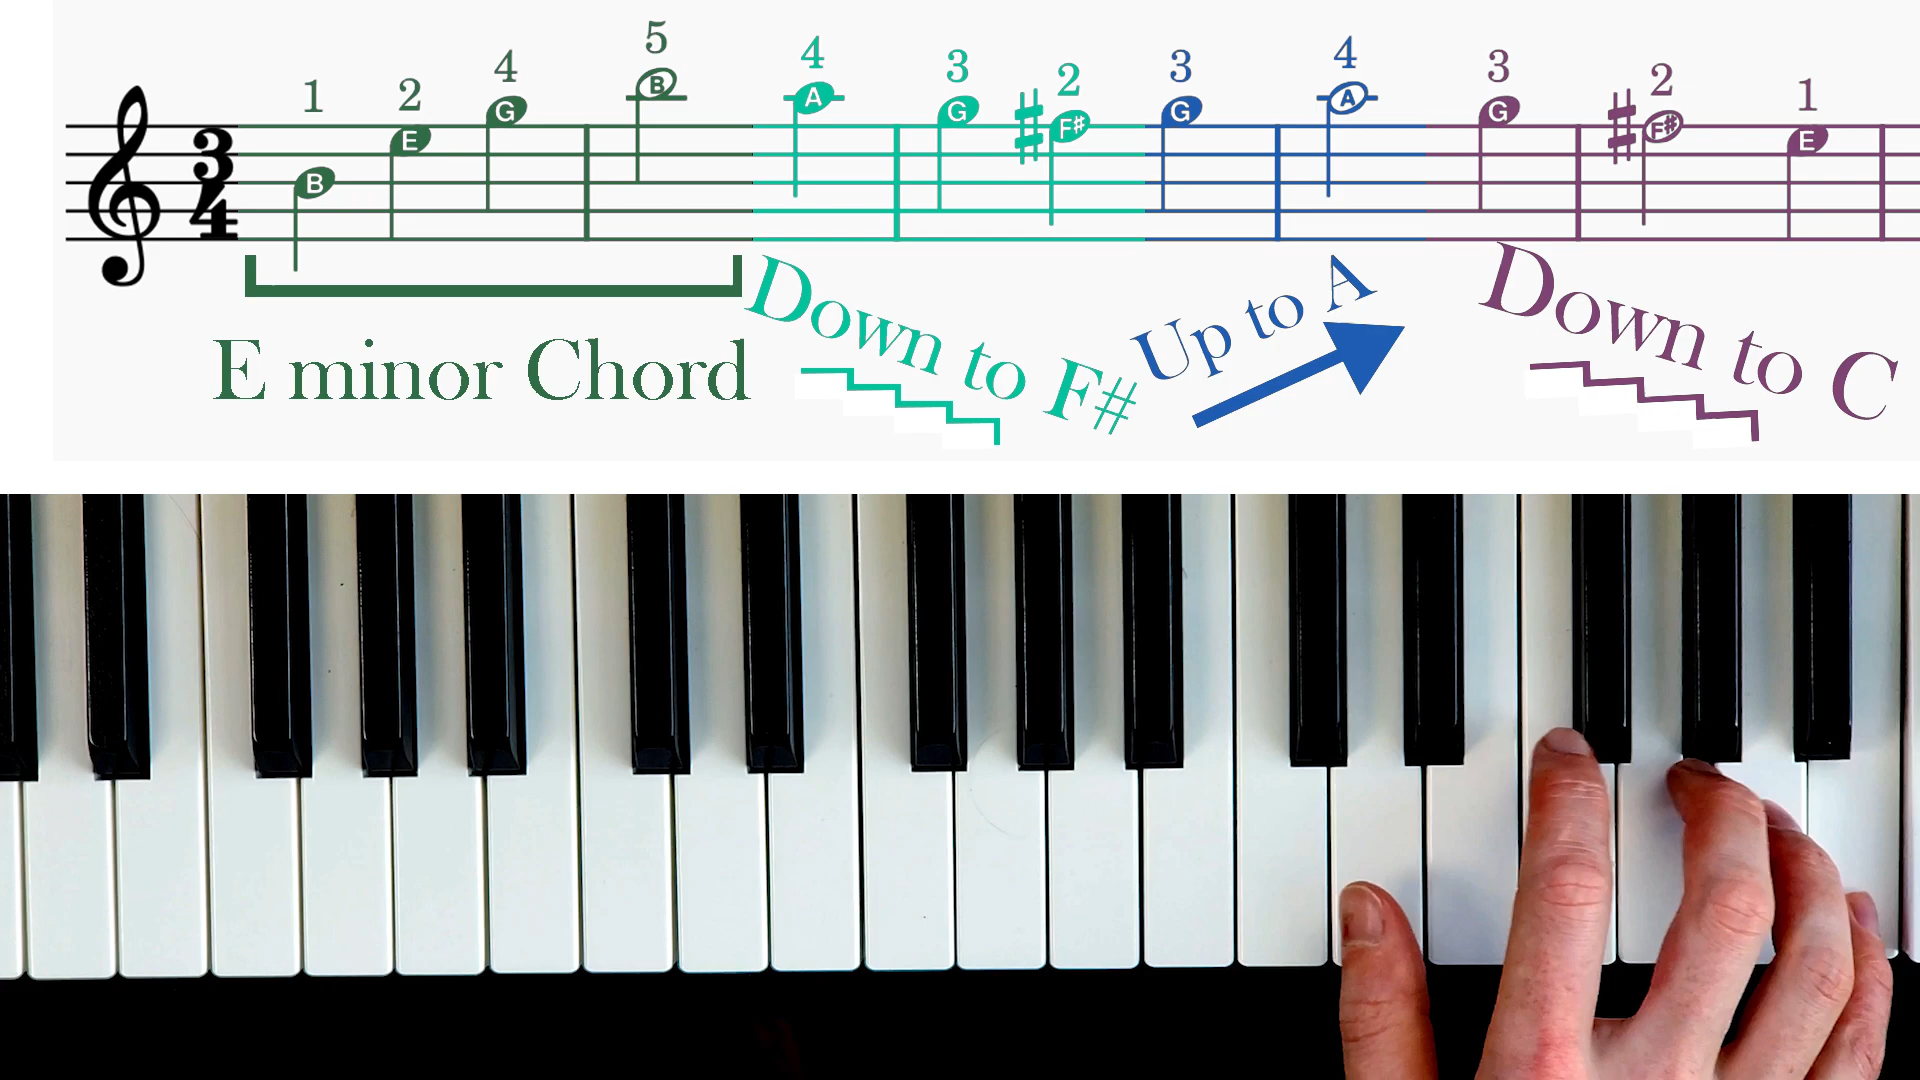 1 2 4 5 4 3 2 3 4 3 2 1
3
4
B E G B A G F# G A G F# E
E minor Chord
Down to F#
Up to A
Down to C